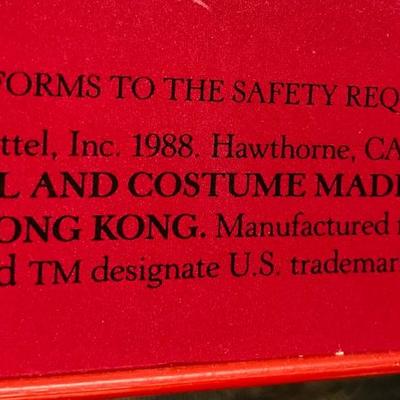 FORMS TO THE SAFETY REQ
ttel, Inc. 1988. Hawthorne, CA
L AND COSTUME MADE
ONG KONG. Manufactured
d TM designate U.S. trademar